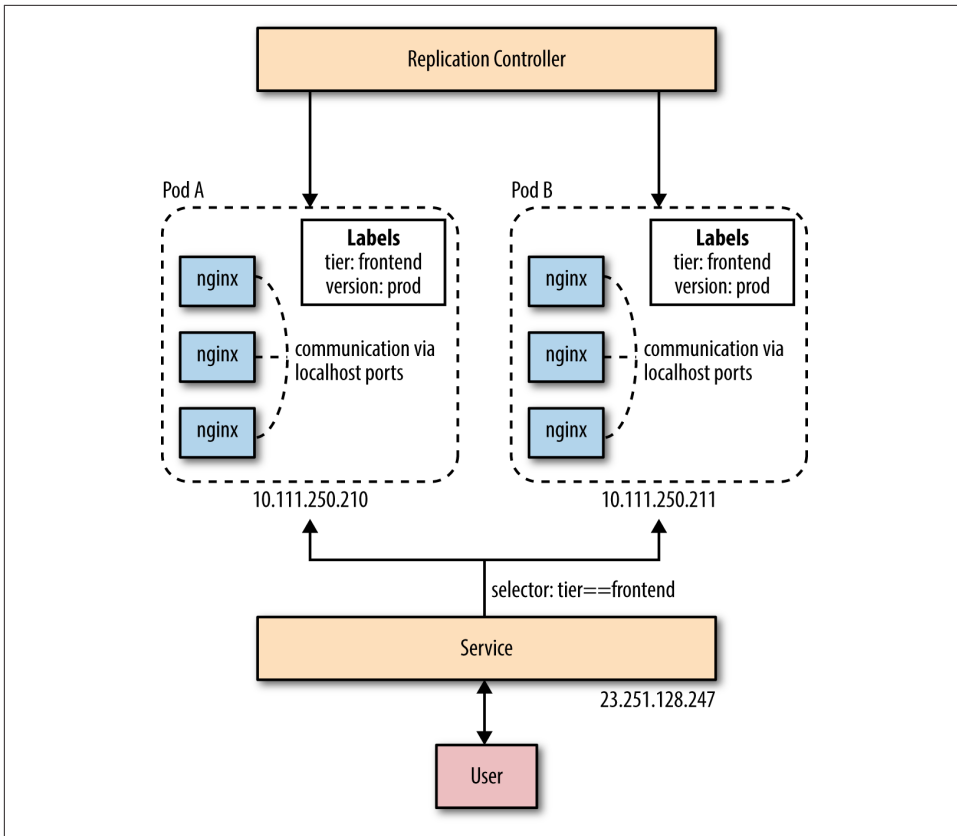 Replication Controller
Pod A
Labels
tier: frontend
version: prod
nginx
nginx
nginx
communication via
localhost ports
10.111.250.210
Pod B
Labels
tier: frontend
version: prod
nginx
nginx
nginx
communication via
localhost ports
10.111.250.211
selector: tier==frontend
Service
23.251.128.247
User